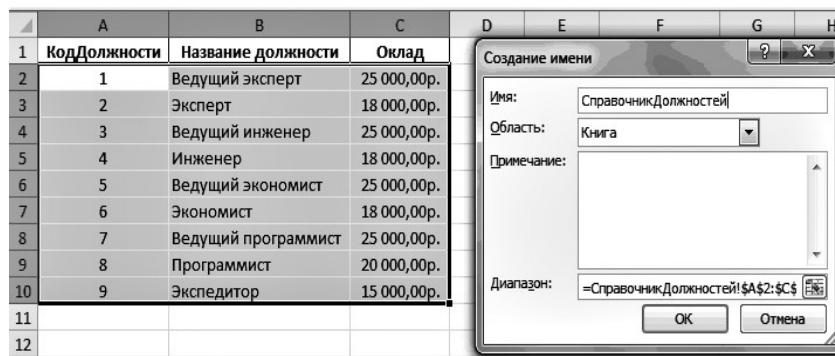 A B C D E F G H
1 КодДолжности Название должности Оклад
2 1 Ведущий эксперт 25 000,00р.
3 2 Эксперт 18 000,00р.
4 3 Ведущий инженер 25 000,00р.
5 4 Инженер 18 000,00р.
6 5 Ведущий экономист 25 000,00р.
7 6 Экономист 18 000,00р.
8 7 Ведущий программист 25 000,00р.
9 8 Программист 20 000,00р.
10 9 Экспедитор 15 000,00р.
11
12
Создание имени ? X
Имя: СправочникДолжностей
Область: Книга
Примечание:
Диапазон: =СправочникДолжностей!$A$2:$C$
ОК Отмена